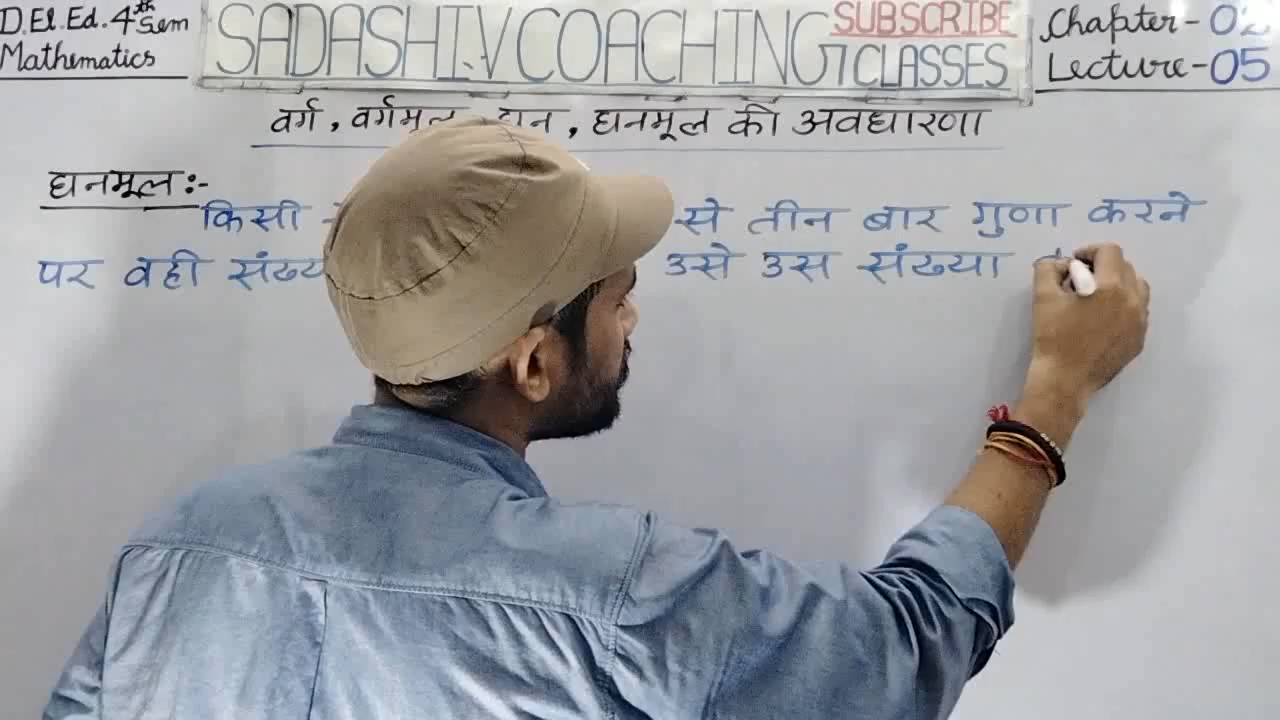 D.El.Ed. 4th Sem
Mathematics
SADASHIV COACHING CLASSES
SUBSCRIBE
Chapter - 02
Lecture - 05
वर्ग, वर्गमूल घन, घनमूल की अवधारणा
घनमूल :-
किसी से तीन बार गुणा करने
पर वही उसे उस संख्या